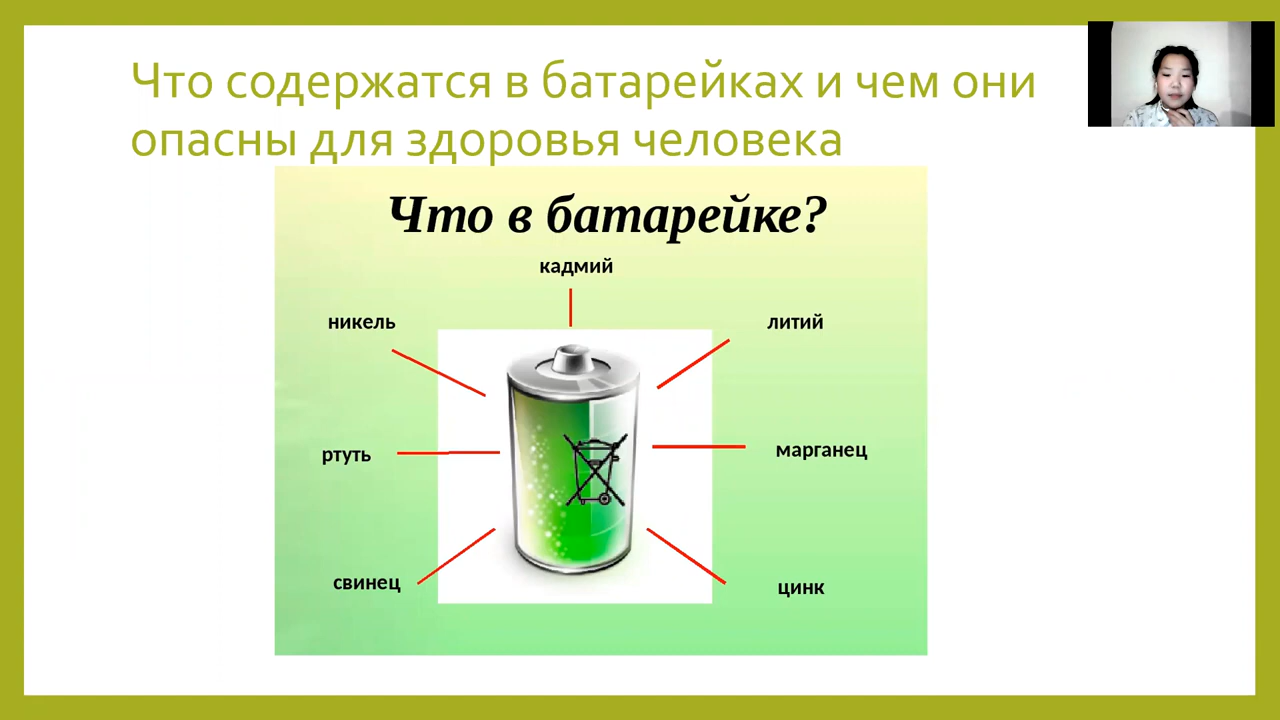 Что содержатся в батарейках и чем они
опасны для здоровья человека
Что в батарейке?
кадмий
никель
литий
ртуть
марганец
свинец
цинк